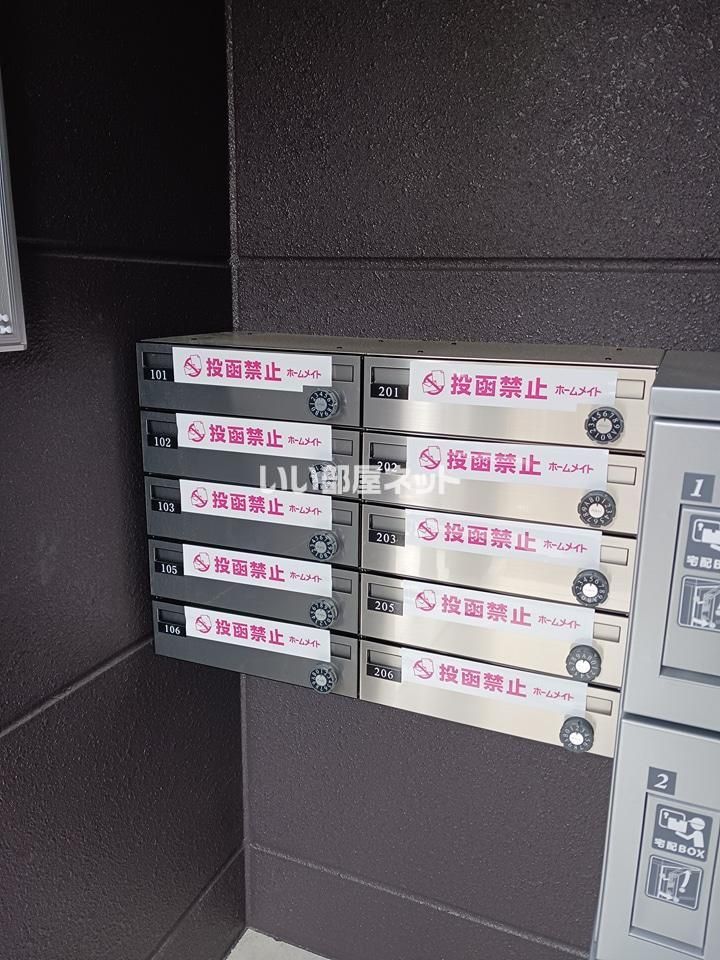 101 投函禁止 ホームメイト
201 投函禁止 ホームメイト
102 投函禁止 ホームメイト
202 投函禁止 ホームメイト
いい部屋ネット
103 投函禁止 ホームメイト
203 投函禁止 ホームメイト
105 投函禁止 ホームメイト
205 投函禁止 ホームメイト
106 投函禁止 ホームメイト
206 投函禁止 ホームメイト
1
宅配BOX
2
宅配BOX